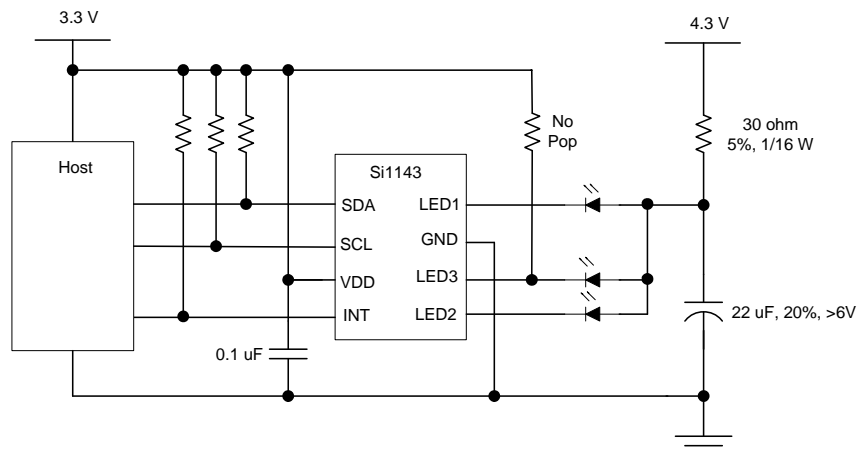 3.3 V
4.3 V
No
Pop
30 ohm
5%, 1/16 W
Host
Si1143
SDA
LED1
SCL
GND
VDD
LED3
INT
LED2
0.1 uF
22 uF, 20%, >6V